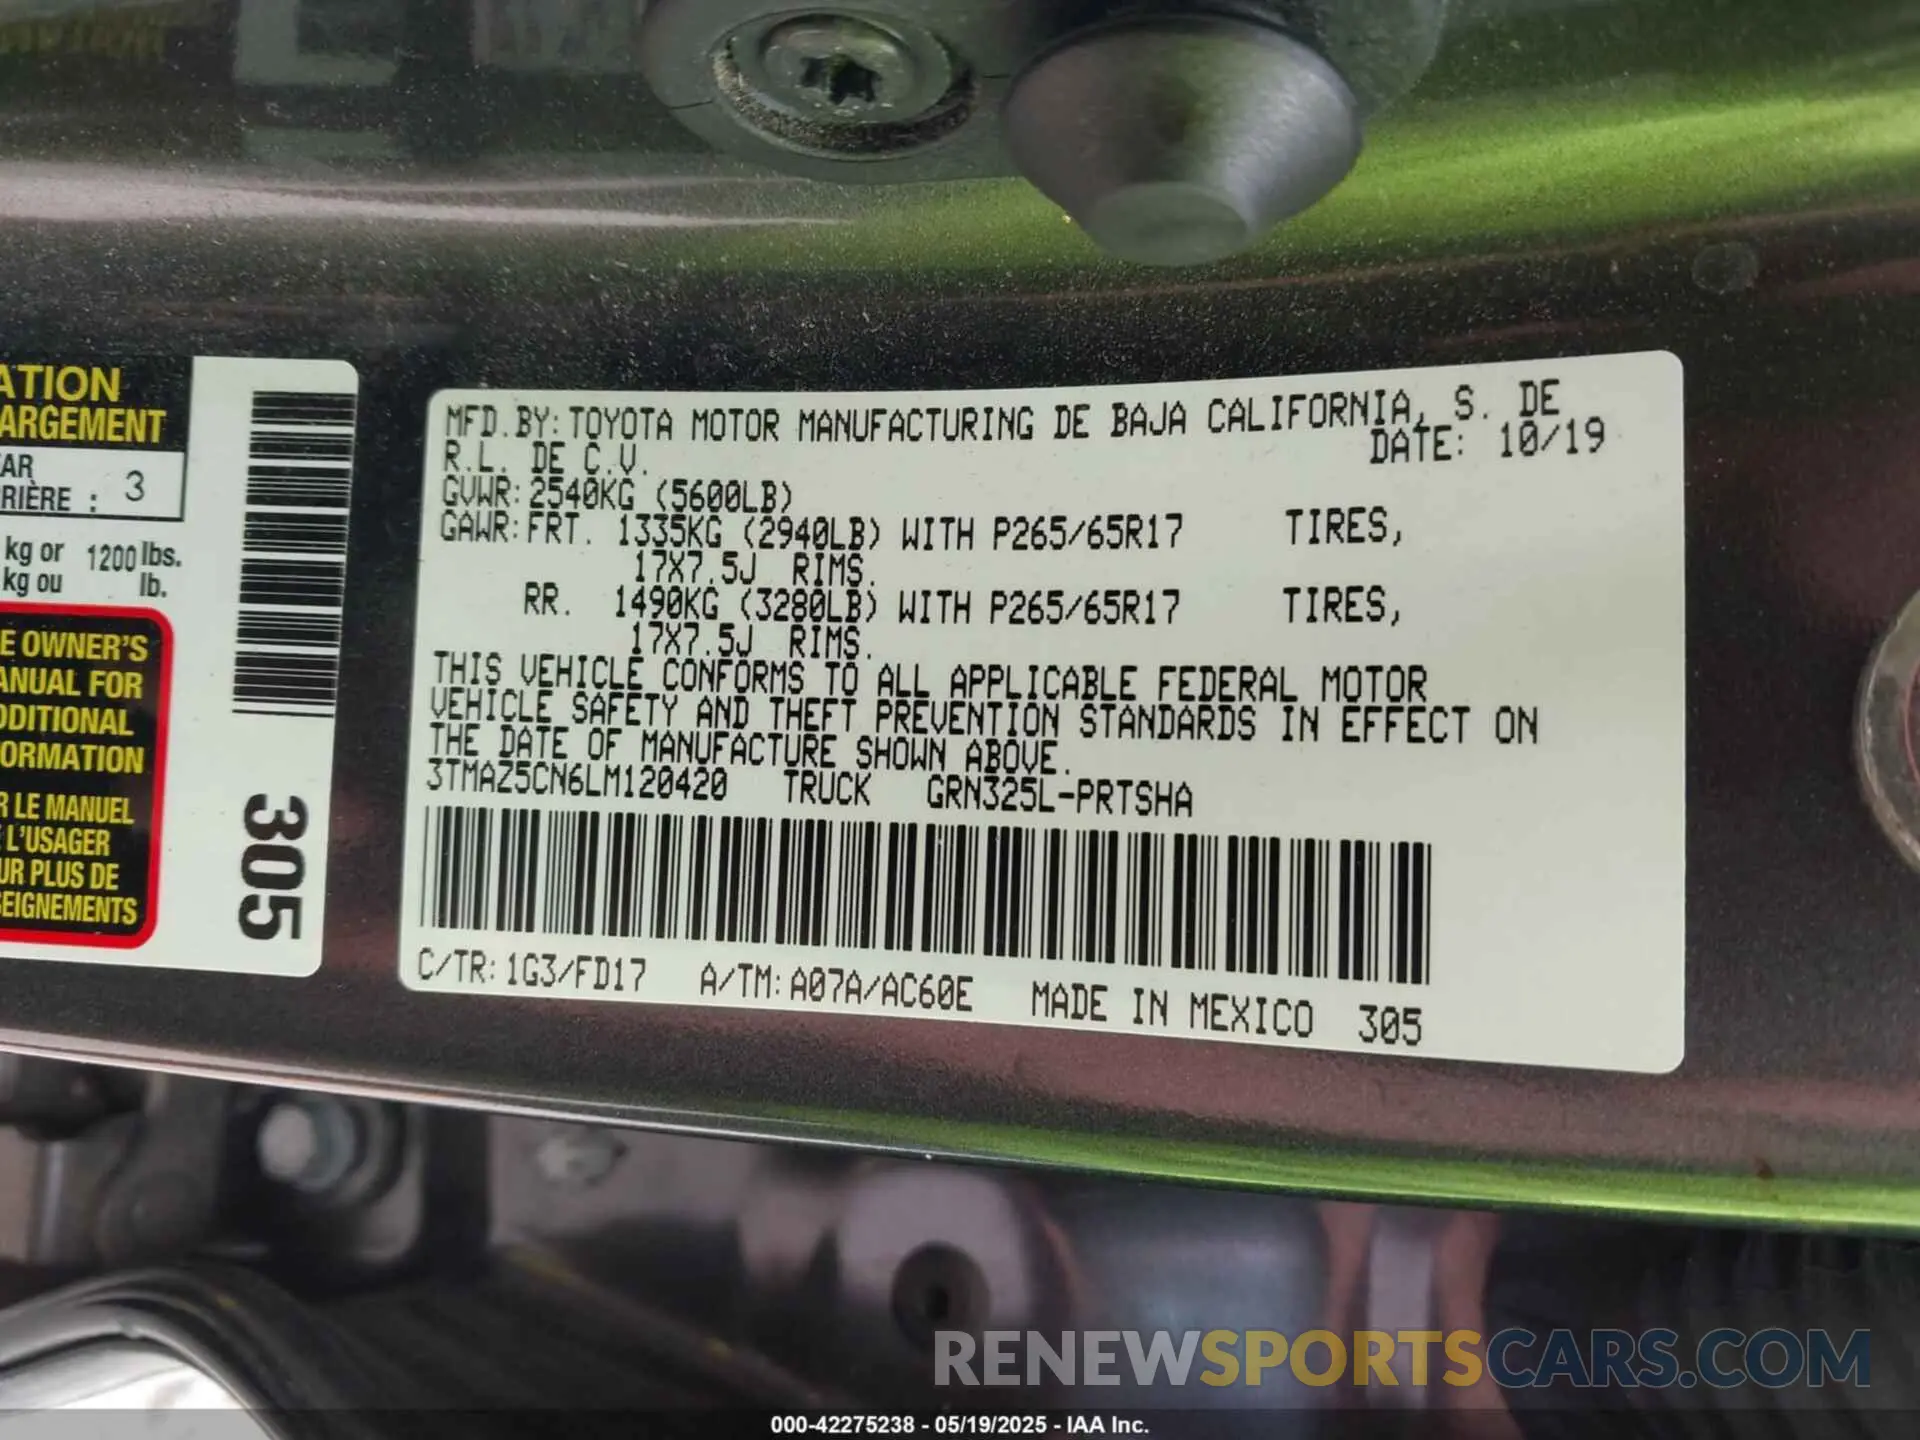 ATION
ARGEMENT
AR
RIÈRE : 3
kg or 1200 lbs.
kg ou lb.
E OWNER'S
ANUAL FOR
DDITIONAL
FORMATION
R LE MANUEL
L'USAGER
UR PLUS DE
SEIGNEMENTS
305
MFD.BY:TOYOTA MOTOR MANUFACTURING DE BAJA CALIFORNIA, S. DE
R.L. DE C.V. DATE: 10/19
GVWR:2540KG (5600LB)
GAWR:FRT. 1335KG (2940LB) WITH P265/65R17 TIRES,
17X7.5J RIMS.
RR. 1490KG (3280LB) WITH P265/65R17 TIRES,
17X7.5J RIMS.
THIS VEHICLE CONFORMS TO ALL APPLICABLE FEDERAL MOTOR
VEHICLE SAFETY AND THEFT PREVENTION STANDARDS IN EFFECT ON
THE DATE OF MANUFACTURE SHOWN ABOVE.
3TMAZ5CN6LM120420 TRUCK GRN325L-PRTSHA
C/TR:1G3/FD17 A/TM:A07A/AC60E MADE IN MEXICO 305
RENEWSPORTSCARS.COM
000-42275238 - 05/19/2025 - IAA Inc.